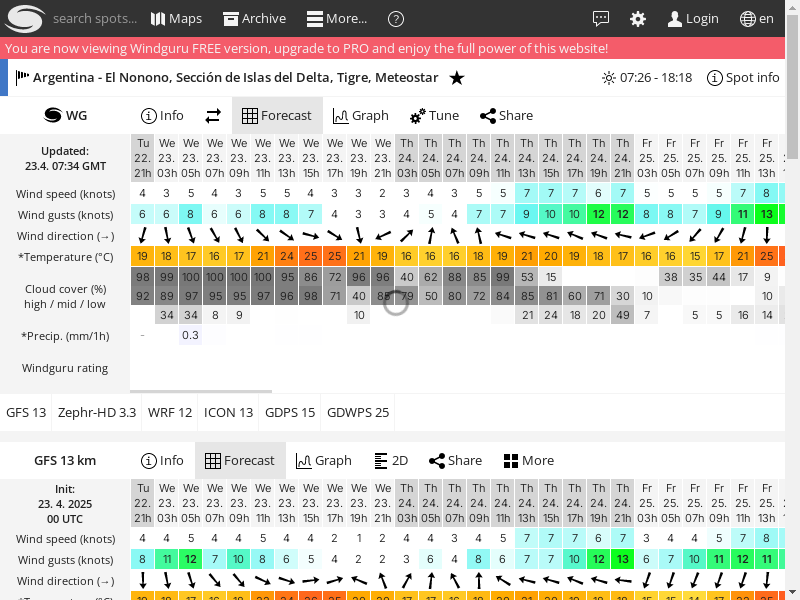 search spots... Maps Archive More... ? Login en
You are now viewing Windguru FREE version, upgrade to PRO and enjoy the full power of this website!
Argentina - El Nonono, Sección de Islas del Delta, Tigre, Meteostar 07:26 - 18:18 Spot info
WG Info Forecast Graph Tune Share
Updated:
23.4. 07:34 GMT
Tu We We We We We We We We We We Th Th Th Th Th Th Th Th Th Th Fr Fr Fr Fr Fr Fr
22. 23. 23. 23. 23. 23. 23. 23. 23. 23. 23. 24. 24. 24. 24. 24. 24. 24. 24. 24. 24. 25. 25. 25. 25. 25. 25.
21h 03h 05h 07h 09h 11h 13h 15h 17h 19h 21h 03h 05h 07h 09h 11h 13h 15h 17h 19h 21h 03h 05h 07h 09h 11h 13h
Wind speed (knots) 4 3 5 4 3 5 5 4 3 3 2 3 4 3 5 5 7 7 7 6 7 5 5 5 5 7 8
Wind gusts (knots) 6 6 8 6 6 8 8 7 4 3 3 4 5 4 7 7 9 10 10 12 12 8 8 7 9 11 13
Wind direction (→)
*Temperature (°C) 19 18 17 16 17 21 24 25 25 21 19 16 16 16 18 19 21 20 19 18 17 16 16 15 17 21 25
Cloud cover (%)
high / mid / low
98 99 100 100 100 100 95 86 72 96 96 40 62 88 85 99 53 15 38 35 44 17 9
92 89 97 95 95 97 96 98 71 40 85 79 50 80 72 84 85 81 60 71 30 10 10
34 34 8 9 10 21 24 18 20 49 7 5 5 16 14
*Precip. (mm/1h) - 0.3
Windguru rating
GFS 13 Zephr-HD 3.3 WRF 12 ICON 13 GDPS 15 GDWPS 25
GFS 13 km Info Forecast Graph 2D Share More
Init:
23. 4. 2025
00 UTC
Tu We We We We We We We We We We Th Th Th Th Th Th Th Th Th Th Fr Fr Fr Fr Fr Fr
22. 23. 23. 23. 23. 23. 23. 23. 23. 23. 23. 24. 24. 24. 24. 24. 24. 24. 24. 24. 24. 25. 25. 25. 25. 25. 25.
21h 03h 05h 07h 09h 11h 13h 15h 17h 19h 21h 03h 05h 07h 09h 11h 13h 15h 17h 19h 21h 03h 05h 07h 09h 11h 13h
Wind speed (knots) 4 4 5 4 4 5 4 4 2 1 2 4 4 3 4 5 7 7 7 6 7 3 4 4 5 7 8
Wind gusts (knots) 8 11 12 7 10 8 6 5 4 2 2 3 6 4 8 6 7 7 10 12 13 6 7 10 11 12 11
Wind direction (→)